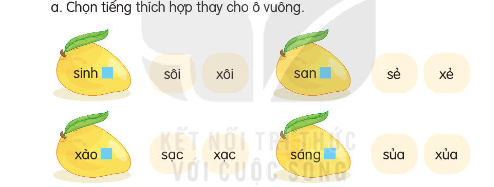 a. Chọn tiếng thích hợp thay cho ô vuông.
sinh sôi xôi san sẻ xẻ
xào sạc xạc sáng sủa xủa
KẾT NỐI TRI THỨC
VỚI CUỘC SỐNG